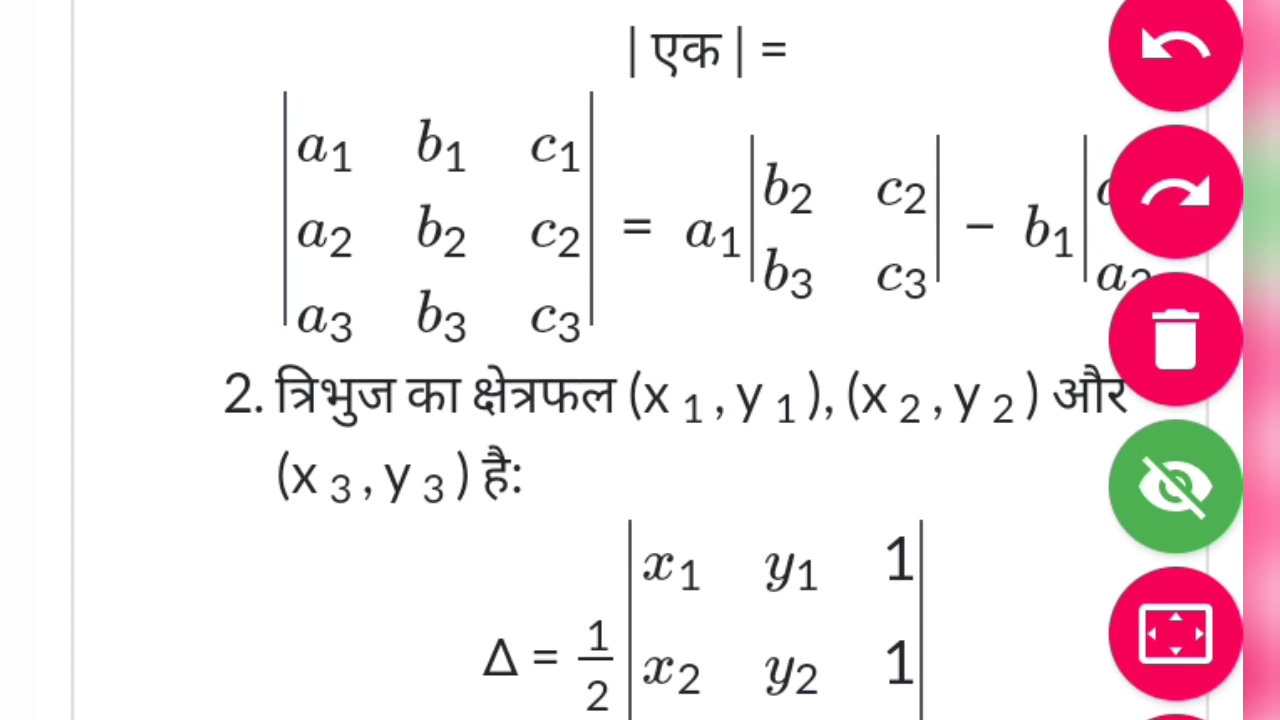 | एक | =
| a1 b1 c1 |
| a2 b2 c2 | = a1 | b2 c2 | − b1 |
| a3 b3 c3 | | b3 c3 |
2. त्रिभुज का क्षेत्रफल (x 1 , y 1 ), (x 2 , y 2 ) और
(x 3 , y 3 ) है:
| x1 y1 1 |
Δ = 1/2 | x2 y2 1 |